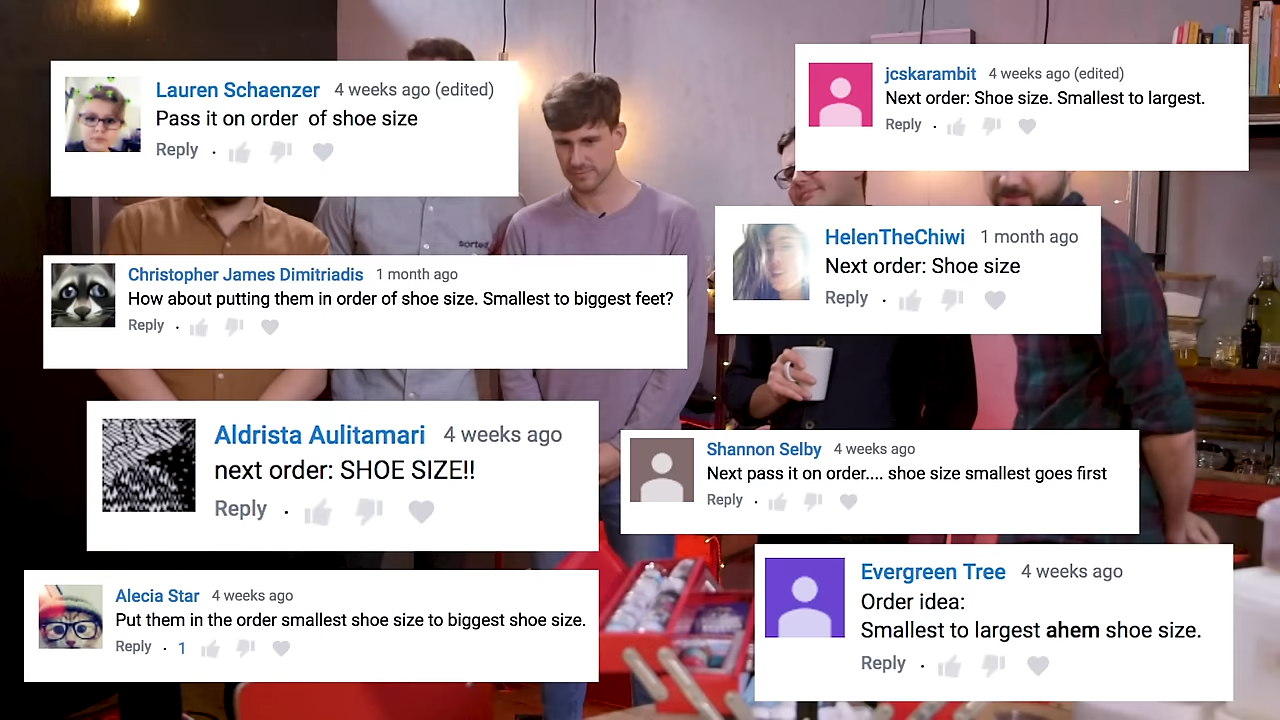 Lauren Schaenzer 4 weeks ago (edited)
Pass it on order of shoe size
Reply
jcskarambit 4 weeks ago (edited)
Next order: Shoe size. Smallest to largest.
Reply
sorted
HelenTheChiwi 1 month ago
Next order: Shoe size
Reply
Christopher James Dimitriadis 1 month ago
How about putting them in order of shoe size. Smallest to biggest feet?
Reply
Aldrista Aulitamari 4 weeks ago
next order: SHOE SIZE!!
Reply
Shannon Selby 4 weeks ago
Next pass it on order.... shoe size smallest goes first
Reply
Alecia Star 4 weeks ago
Put them in the order smallest shoe size to biggest shoe size.
Reply 1
Evergreen Tree 4 weeks ago
Order idea:
Smallest to largest ahem shoe size.
Reply